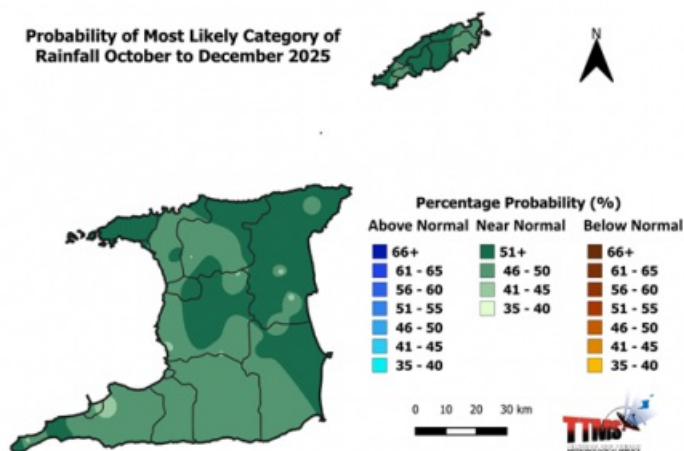 Probability of Most Likely Category of
Rainfall October to December 2025
N
Percentage Probability (%)
Above Normal Near Normal Below Normal
66+ 51+ 66+
61 - 65 46 - 50 61 - 65
56 - 60 41 - 45 56 - 60
51 - 55 35 - 40 51 - 55
46 - 50 46 - 50
41 - 45 41 - 45
35 - 40 35 - 40
0 10 20 30 km
TTMS